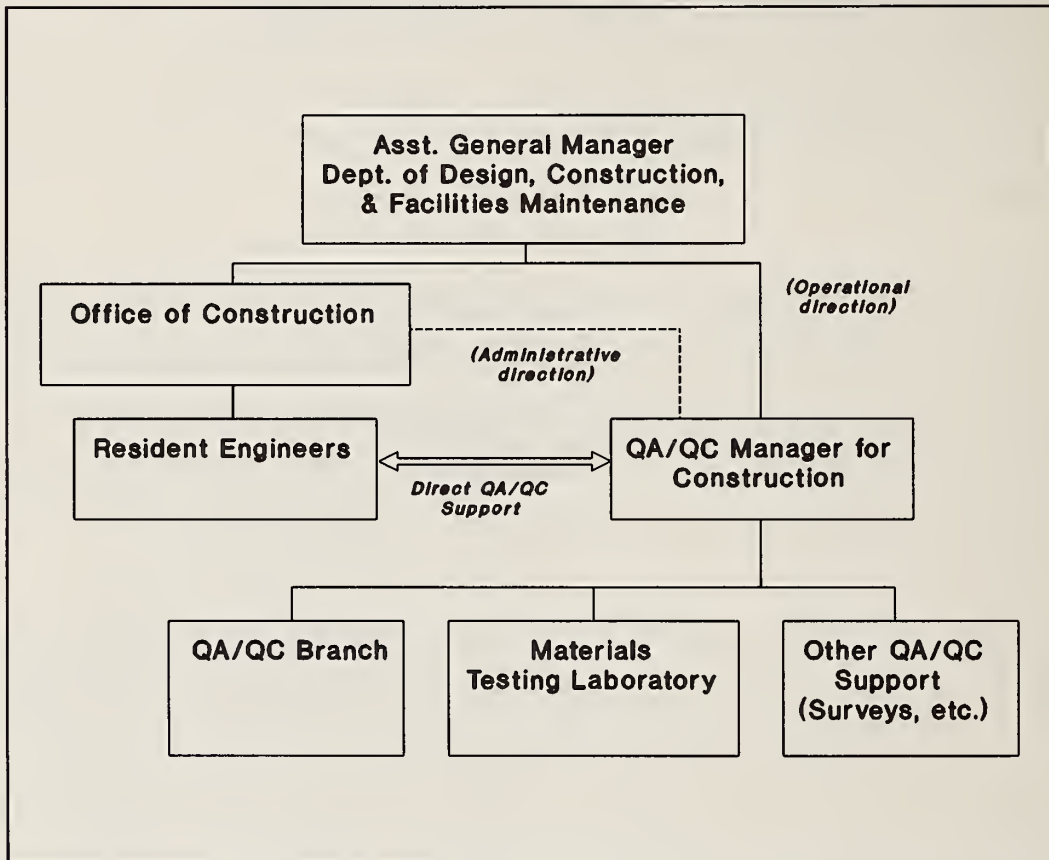 Asst. General Manager
Dept. of Design, Construction,
& Facilities Maintenance
(Operational
direction)
Office of Construction
(Administrative
direction)
Resident Engineers
QA/QC Manager for
Construction
Direct QA/QC
Support
QA/QC Branch
Materials
Testing Laboratory
Other QA/QC
Support
(Surveys, etc.)